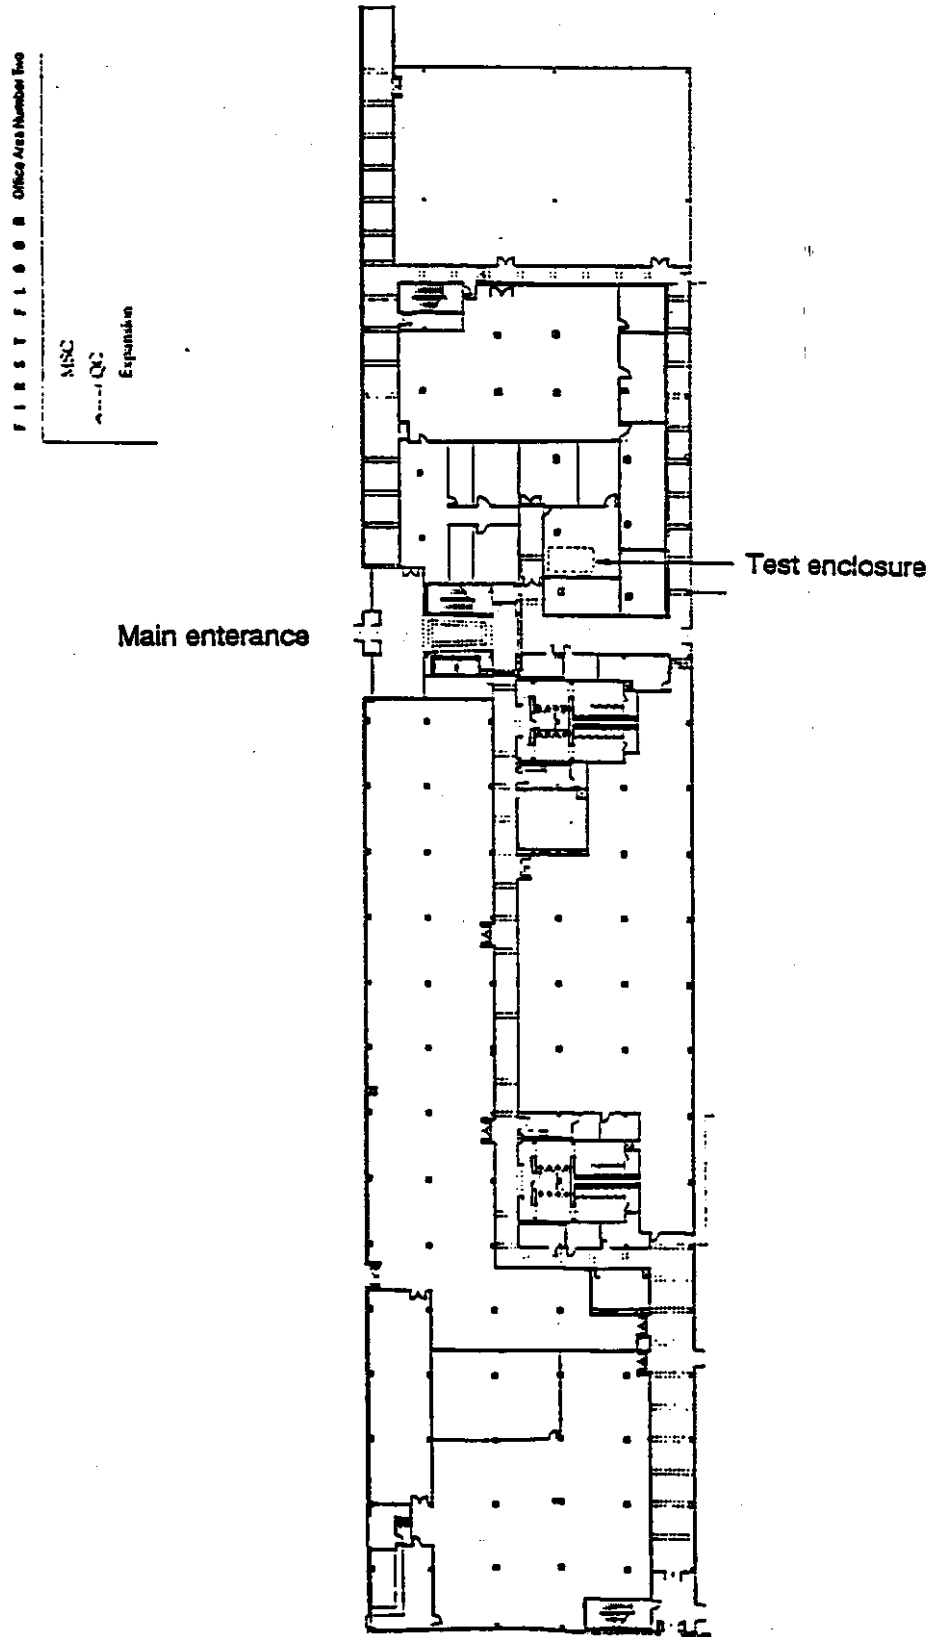 FIRST FLOOR Office Area Number Two
MSC
QC
Expansion
Test enclosure
Main enterance